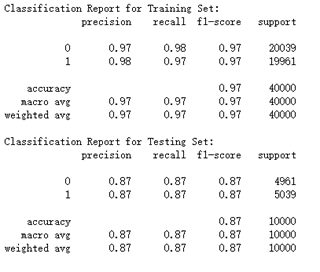 Classification Report for Training Set:
precision recall f1-score support
0 0.97 0.98 0.97 20039
1 0.98 0.97 0.97 19961
accuracy 0.97 40000
macro avg 0.97 0.97 0.97 40000
weighted avg 0.97 0.97 0.97 40000
Classification Report for Testing Set:
precision recall f1-score support
0 0.87 0.87 0.87 4961
1 0.87 0.87 0.87 5039
accuracy 0.87 10000
macro avg 0.87 0.87 0.87 10000
weighted avg 0.87 0.87 0.87 10000